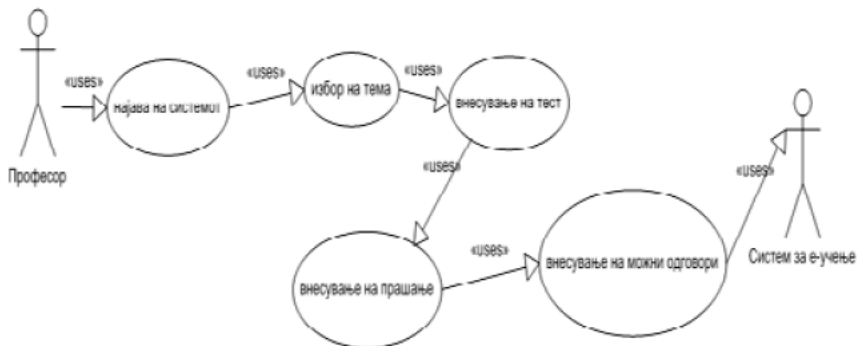 «uses»
најава на системот
Професор
«uses»
избор на тема
«uses»
внесување на тест
«uses»
внесување на прашање
«uses»
внесување на можни одговори
«uses»
Систем за е-учење